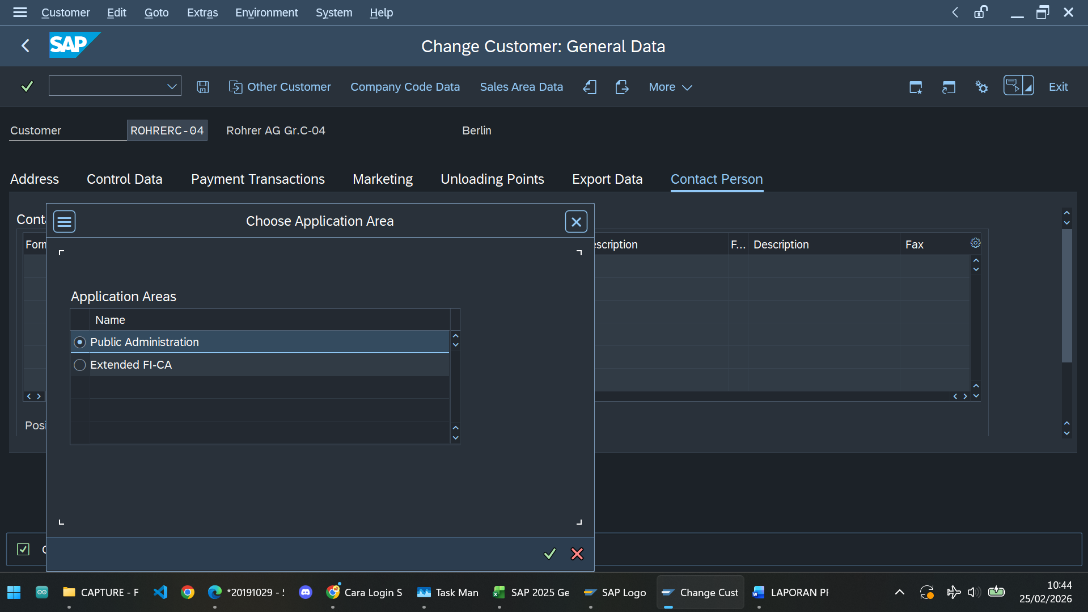 Customer Edit Goto Extras Environment System Help
SAP Change Customer: General Data
Other Customer Company Code Data Sales Area Data More Exit
Customer ROHRERC-04 Rohrer AG Gr.C-04 Berlin
Address Control Data Payment Transactions Marketing Unloading Points Export Data Contact Person
Choose Application Area
F... Description Fax
Application Areas
Name
Public Administration
Extended FI-CA
CAPTURE - F *20191029 - Cara Login S Task Man SAP 2025 Ge SAP Logo Change Cust LAPORAN PI
10:44
25/02/2026